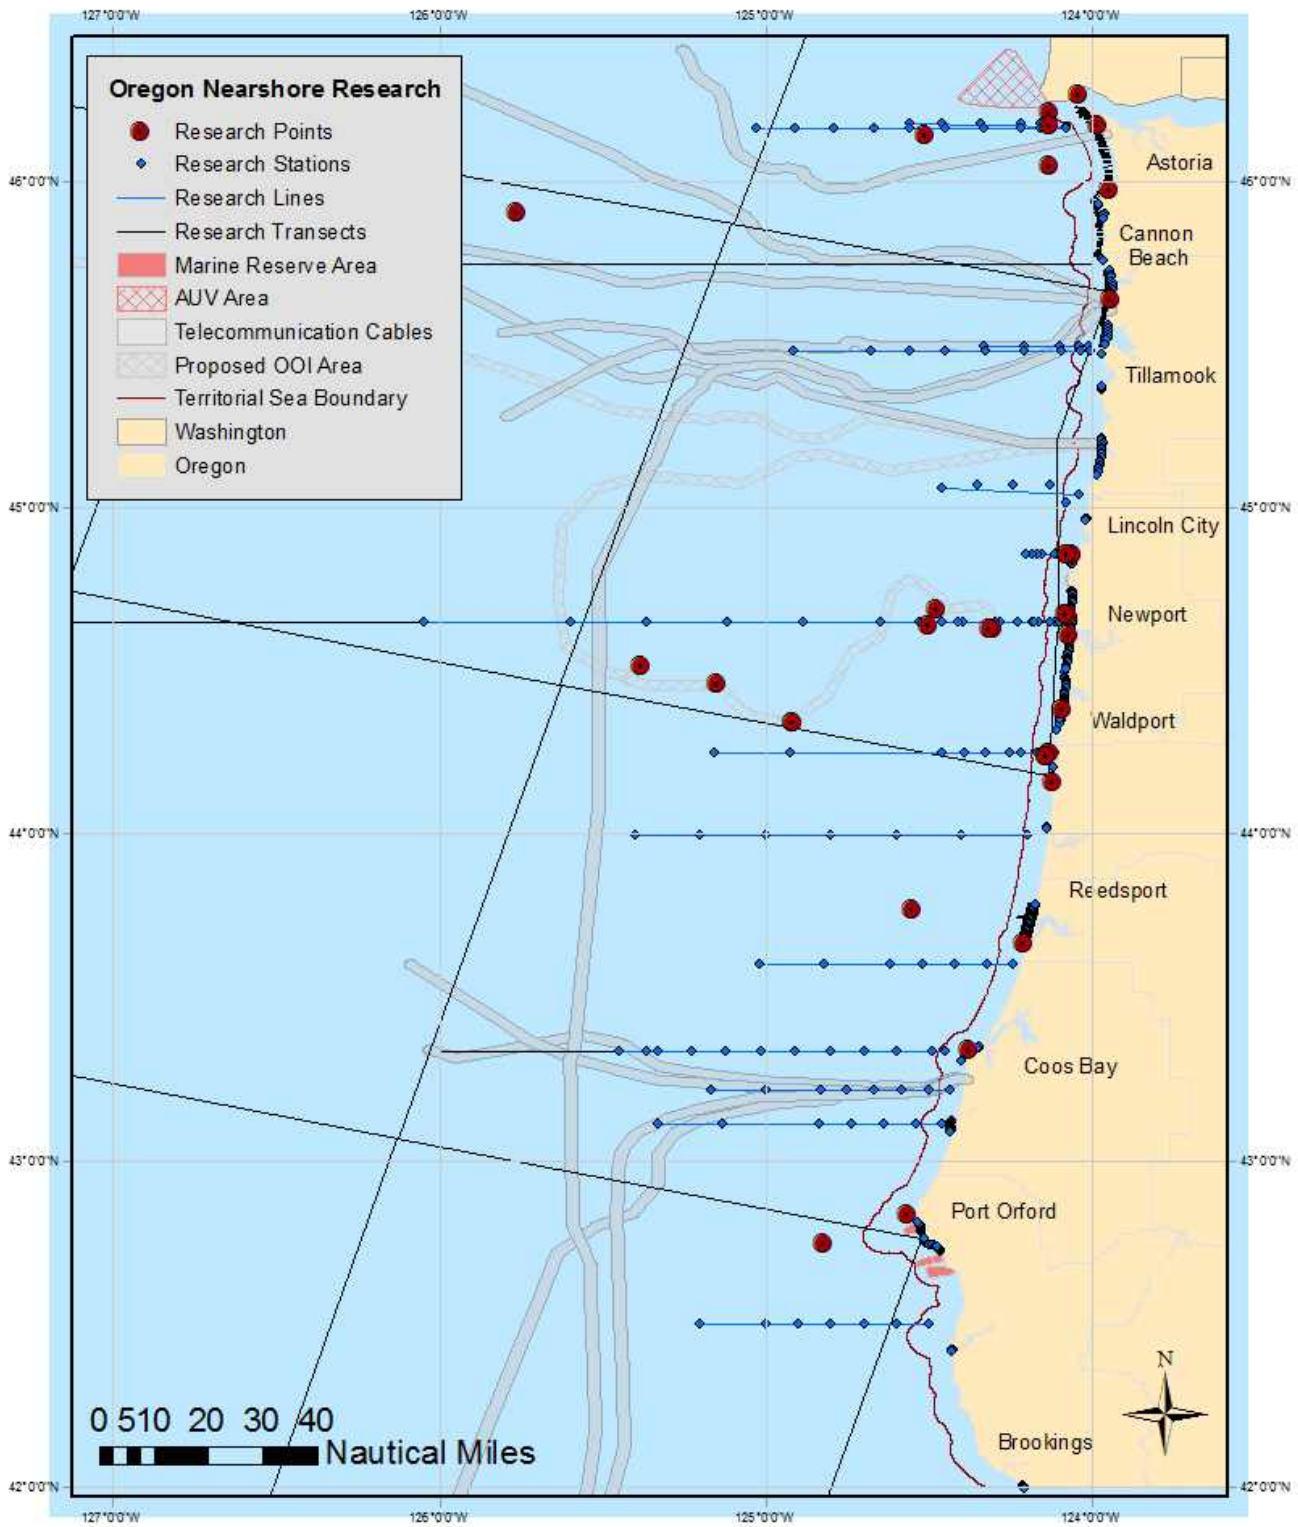 127°0'0"W 126°0'0"W 125°0'0"W 124°0'0"W
Oregon Nearshore Research
Research Points
Research Stations
Research Lines
Research Transects
Marine Reserve Area
AUV Area
Telecommunication Cables
Proposed OOI Area
Territorial Sea Boundary
Washington
Oregon
Astoria
46°0'0"N 46°0'0"N
Cannon
Beach
Tillamook
45°0'0"N 45°0'0"N
Lincoln City
Newport
Waldport
44°0'0"N 44°0'0"N
Reedsport
Coos Bay
43°0'0"N 43°0'0"N
Port Orford
N
0 5 10 20 30 40
Nautical Miles
Brookings
42°0'0"N 42°0'0"N
127°0'0"W 126°0'0"W 125°0'0"W 124°0'0"W